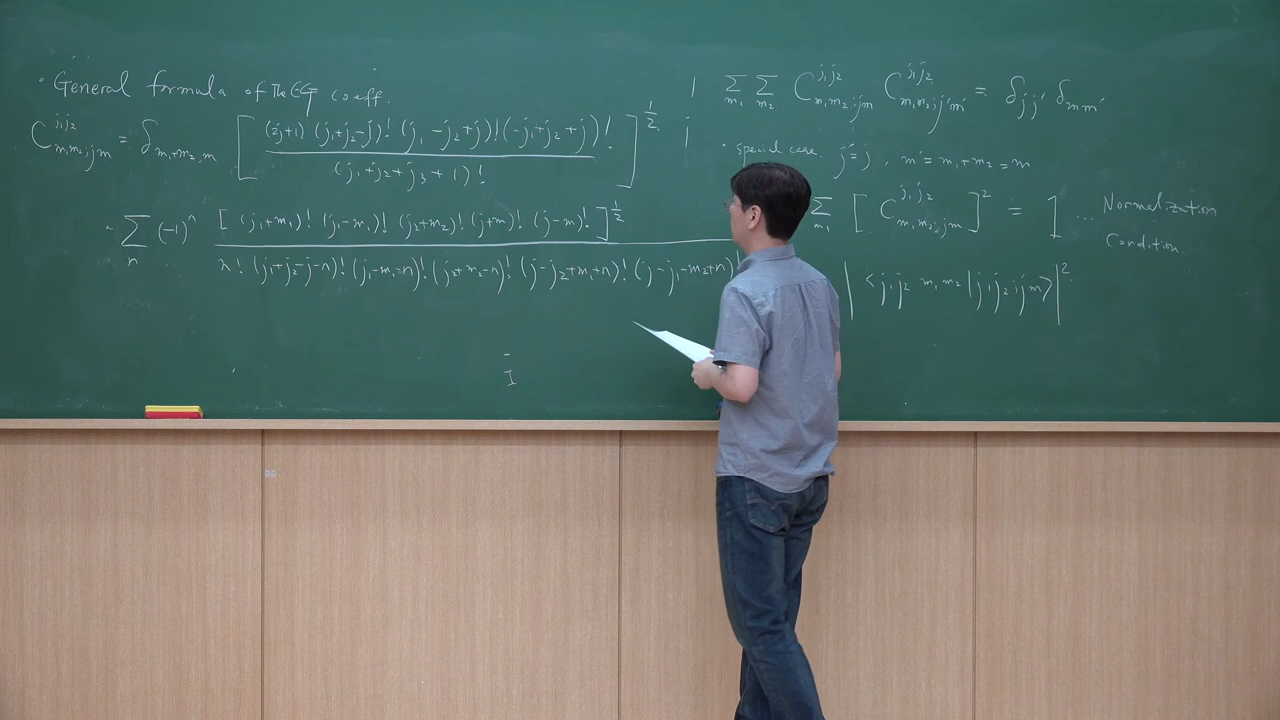 · General formula of The CG coeff.
C^{j₁j₂}_{m₁m₂;jm} = δ_{m₁+m₂,m} [ (2j+1) (j₁+j₂-j)! (j₁-j₂+j)! (-j₁+j₂+j)! / (j₁+j₂+j₃+1)! ]^{1/2}
· Σ_n (-1)^n [ (j₁+m₁)! (j₁-m₁)! (j₂+m₂)! (j+m)! (j-m)! ]^{1/2} / n! (j₁+j₂-j-n)! (j₁-m₁-n)! (j₂+m₂-n)! (j-j₂+m₁+n)! (j-j₁-m₂+n)!
Σ_{m₁} Σ_{m₂} C^{j₁j₂}_{m₁m₂;jm} C^{j₁j₂}_{m₁m₂;j'm'} = δ_{jj'} δ_{mm'}
· special case. j'=j, m'=m₁+m₂=m
Σ_{m₁} [ C^{j₁j₂}_{m₁m₂;jm} ]² = 1 ... Normalization
Condition.
|<j₁j₂ m₁m₂|j₁j₂;jm>|²